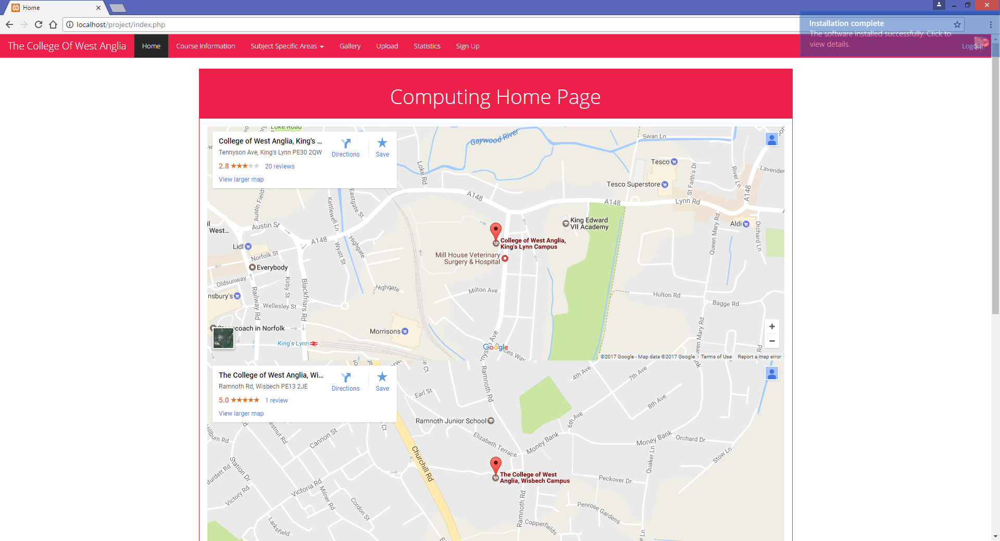 Home
localhost/project/index.php
Installation complete
The software installed successfully. Click to
view details.
The College Of West Anglia
Home
Course Information
Subject Specific Areas
Gallery
Upload
Statistics
Sign Up
Logout
Computing Home Page
College of West Anglia, King's ...
Tennyson Ave, King's Lynn PE30 2QW
2.8
20 reviews
View larger map
Directions
Save
Loke Road
Gaywood River
Swan Ln
Tesco
Tesco Superstore
St Faith's Dr
River Ln
Lavender
A148
Lynn Rd
Loke Rd
A148
A148
Austin Fields
Kettlewell Ln
Eastgate St
Austin St
A148
Highgate
Wyatt St
West...
Lidl
Norfolk St
Everybody
Oldsunway
Kirby St
Blackfriars Rd
Railway Rd
nsbury's
Wellesley St
Highgate
King Edward
VII Academy
College of West Anglia,
King's Lynn Campus
Mill House Veterinary
Surgery & Hospital
Milton Ave
Aldi
Queen Mary Rd
Orchard Ln
Hulton Rd
Bagge Rd
Queen Mary Rd
coach in Norfolk
King's Lynn
Morrisons
Google
©2017 Google - Map data ©2017 Google
Terms of Use
Report a map error
The College of West Anglia, Wi...
Ramnoth Rd, Wisbech PE13 2JE
5.0
1 review
View larger map
Directions
Save
Earl St
Ramnoth Rd
4th Ave
7th Ave
8th Ave
6th Ave
Ramnoth Junior School
Elizabeth Terrace
Money Bank
Money Bank
Orchard Dr
Stow Ln
Quaker Ln
Cannon St
Churchill Rd
The College of West
Anglia, Wisbech Campus
Peckover Dr
Station Dr
Burdett Rd
Victory Rd
Victoria Rd
Milner Rd
Cordon St
Larksfield
Ramnoth Rd
Penrose Gardens
Copperfields